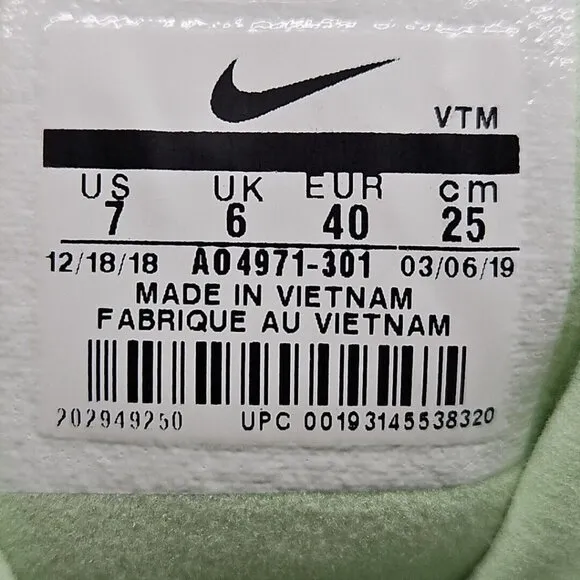 VTM
US UK EUR cm
7 6 40 25
12/18/18 AO4971-301 03/06/19
MADE IN VIETNAM
FABRIQUE AU VIETNAM
202949250 UPC 00193145538320